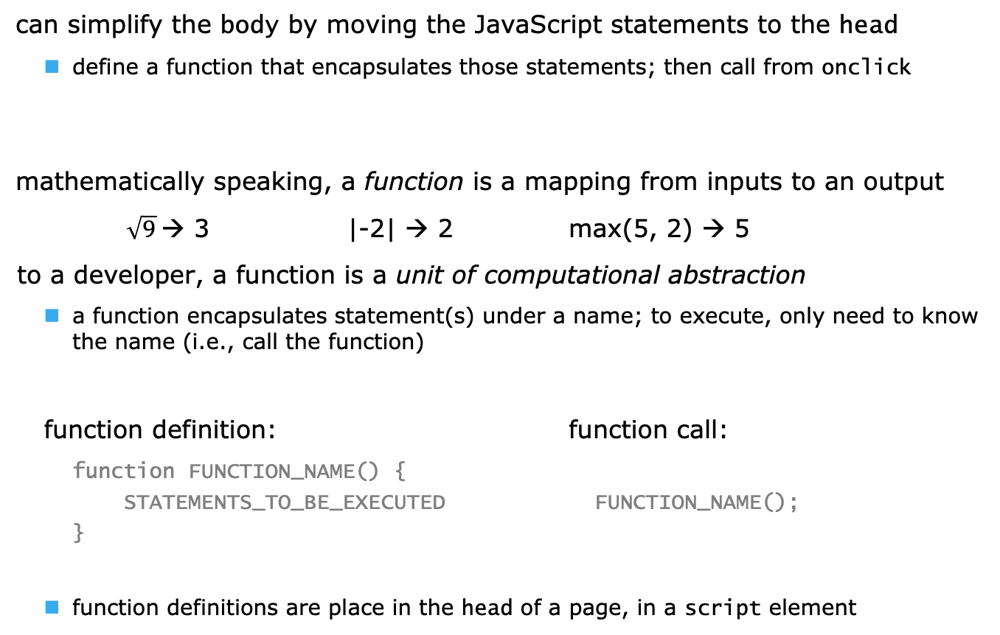 can simplify the body by moving the JavaScript statements to the head
■ define a function that encapsulates those statements; then call from onclick
mathematically speaking, a function is a mapping from inputs to an output
√9 → 3 |-2| → 2 max(5, 2) → 5
to a developer, a function is a unit of computational abstraction
■ a function encapsulates statement(s) under a name; to execute, only need to know
the name (i.e., call the function)
function definition: function call:
function FUNCTION_NAME() {
STATEMENTS_TO_BE_EXECUTED FUNCTION_NAME();
}
■ function definitions are place in the head of a page, in a script element